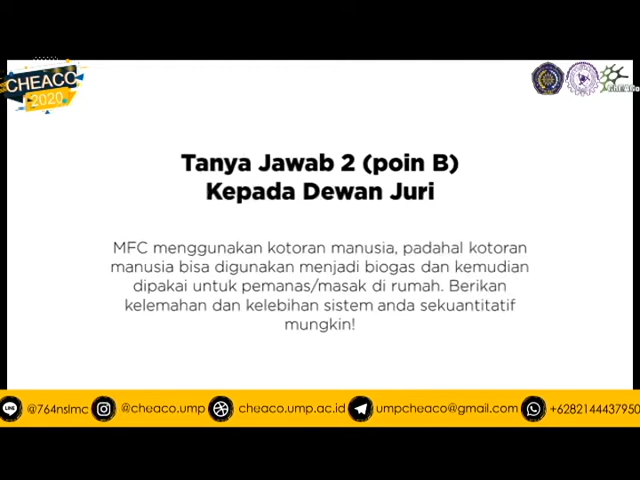 CHEACO
2020
CHEACO
Tanya Jawab 2 (poin B)
Kepada Dewan Juri
MFC menggunakan kotoran manusia, padahal kotoran
manusia bisa digunakan menjadi biogas dan kemudian
dipakai untuk pemanas/masak di rumah. Berikan
kelemahan dan kelebihan sistem anda sekuantitatif
mungkin!
@764nslmc @cheaco.ump cheaco.ump.ac.id umpcheaco@gmail.com +6282144437950